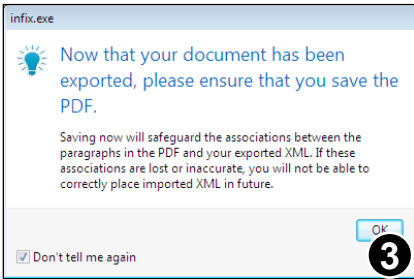 infix.exe
Now that your document has been
exported, please ensure that you save the
PDF.
Saving now will safeguard the associations between the
paragraphs in the PDF and your exported XML. If these
associations are lost or inaccurate, you will not be able to
correctly place imported XML in future.
OK
3
Don't tell me again